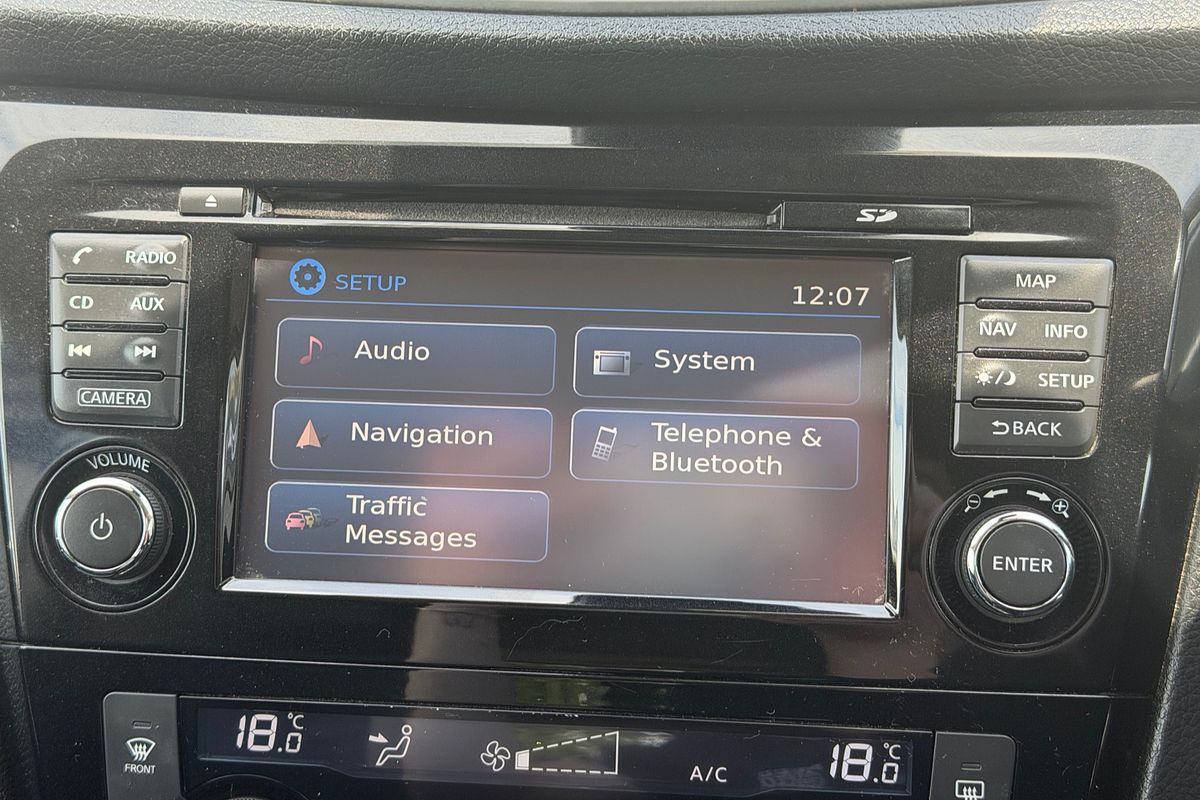 SD
RADIO
CD AUX
CAMERA
VOLUME
SETUP
12:07
Audio
System
Navigation
Telephone &
Bluetooth
Traffic
Messages
MAP
NAV INFO
SETUP
BACK
ENTER
FRONT
18.0 °C
A/C
18.0 °C